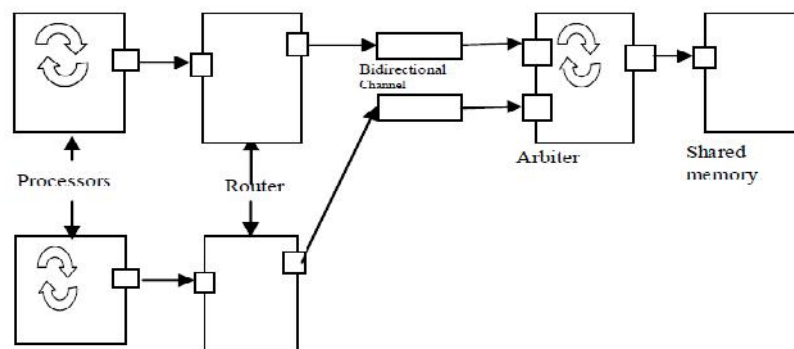 Bidirectional
Channel
Arbiter
Shared
memory
Processors
Router